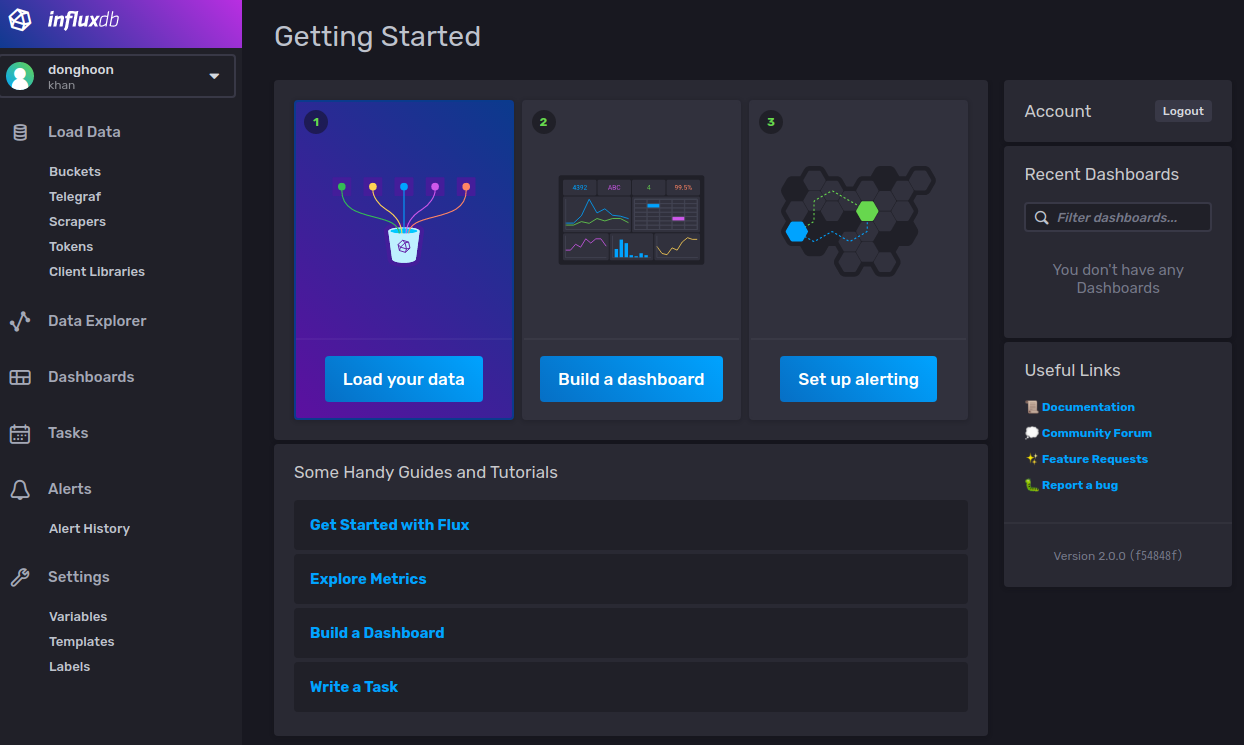 influxdb
donghoon
khan
Load Data
Buckets
Telegraf
Scrapers
Tokens
Client Libraries
Data Explorer
Dashboards
Tasks
Alerts
Alert History
Settings
Variables
Templates
Labels
Getting Started
1
Load your data
2
4392 ABC 4 99.5%
Build a dashboard
3
Set up alerting
Some Handy Guides and Tutorials
Get Started with Flux
Explore Metrics
Build a Dashboard
Write a Task
Account
Logout
Recent Dashboards
Filter dashboards...
You don't have any
Dashboards
Useful Links
Documentation
Community Forum
Feature Requests
Report a bug
Version 2.0.0 (f54848f)